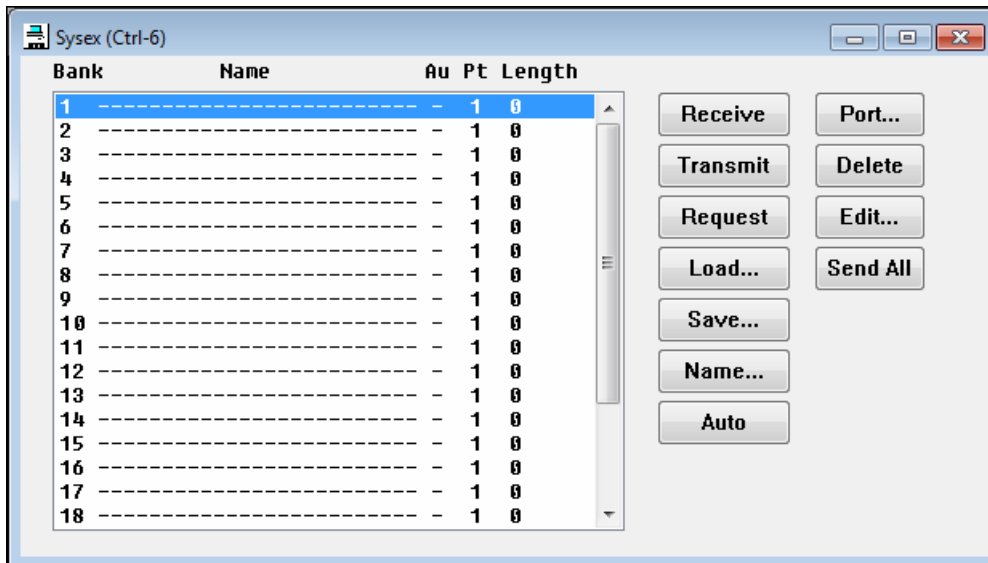 Sysex (Ctrl-6)
Bank Name Au Pt Length
1 ------------------------- - 1 0
2 ------------------------- - 1 0
3 ------------------------- - 1 0
4 ------------------------- - 1 0
5 ------------------------- - 1 0
6 ------------------------- - 1 0
7 ------------------------- - 1 0
8 ------------------------- - 1 0
9 ------------------------- - 1 0
10 ------------------------- - 1 0
11 ------------------------- - 1 0
12 ------------------------- - 1 0
13 ------------------------- - 1 0
14 ------------------------- - 1 0
15 ------------------------- - 1 0
16 ------------------------- - 1 0
17 ------------------------- - 1 0
18 ------------------------- - 1 0
Receive Port...
Transmit Delete
Request Edit...
Load... Send All
Save...
Name...
Auto